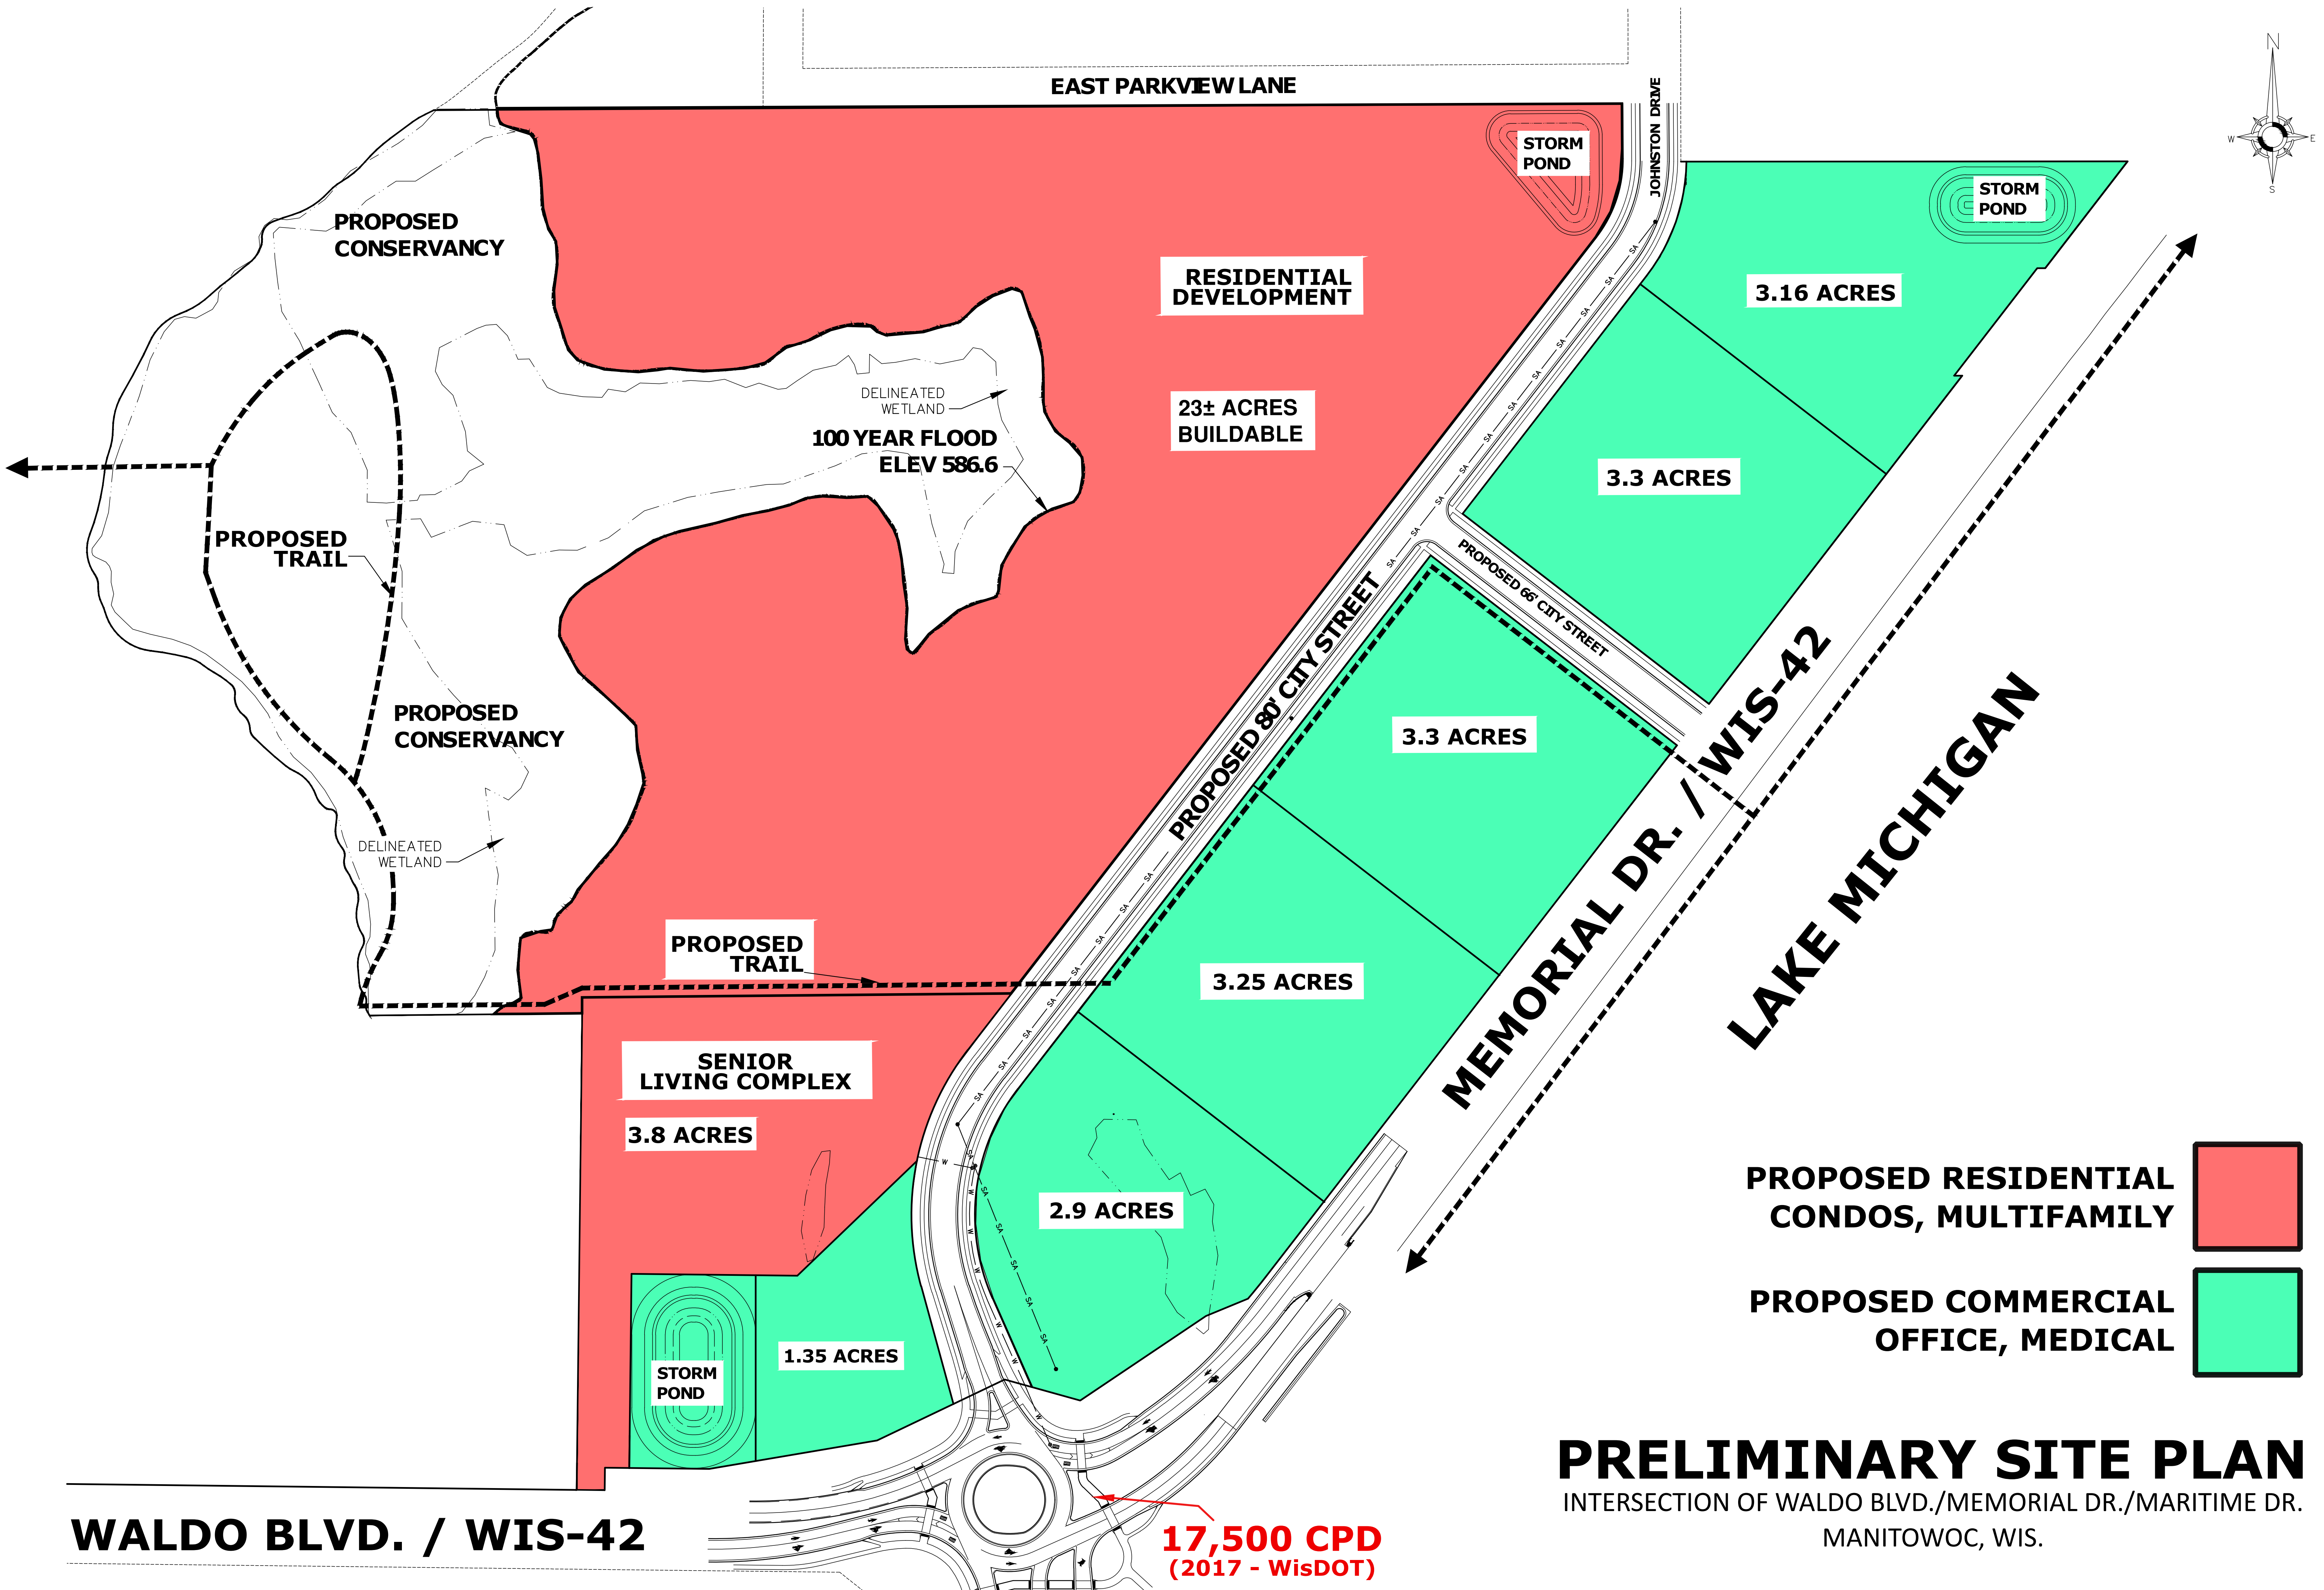 N
W
E
S
EAST PARKVIEW LANE
JOHNSTON DRIVE
STORM
POND
STORM
POND
PROPOSED
CONSERVANCY
RESIDENTIAL
DEVELOPMENT
3.16 ACRES
DELINEATED
WETLAND
23± ACRES
BUILDABLE
100 YEAR FLOOD
ELEV 586.6
3.3 ACRES
PROPOSED
TRAIL
PROPOSED 66' CITY STREET
PROPOSED 80' CITY STREET
3.3 ACRES
PROPOSED
CONSERVANCY
MEMORIAL DR. / WIS-42
LAKE MICHIGAN
DELINEATED
WETLAND
PROPOSED
TRAIL
3.25 ACRES
SENIOR
LIVING COMPLEX
3.8 ACRES
2.9 ACRES
PROPOSED RESIDENTIAL
CONDOS, MULTIFAMILY
PROPOSED COMMERCIAL
OFFICE, MEDICAL
1.35 ACRES
STORM
POND
WALDO BLVD. / WIS-42
17,500 CPD
(2017 - WisDOT)
PRELIMINARY SITE PLAN
INTERSECTION OF WALDO BLVD./MEMORIAL DR./MARITIME DR.
MANITOWOC, WIS.